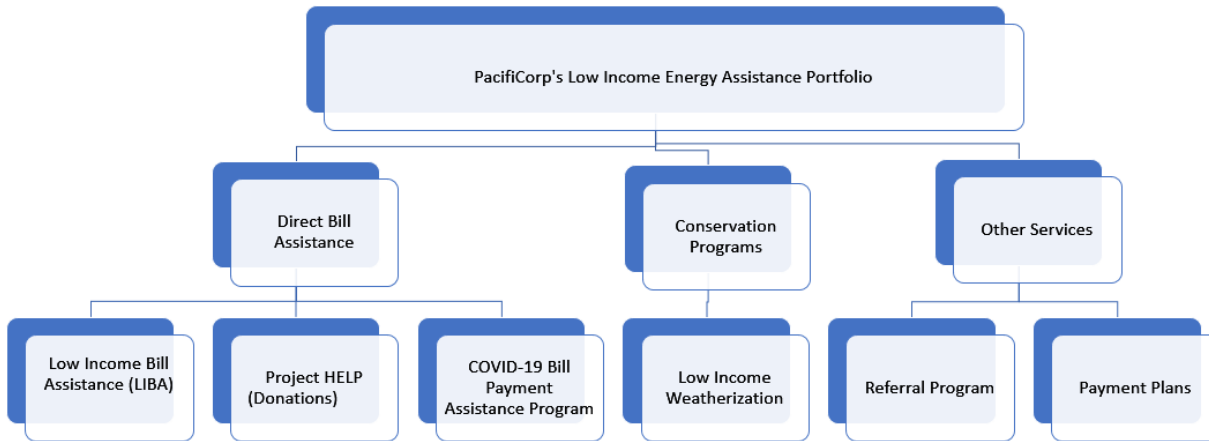 PacifiCorp's Low Income Energy Assistance Portfolio
Direct Bill
Assistance
Conservation
Programs
Other Services
Low Income Bill
Assistance (LIBA)
Project HELP
(Donations)
COVID-19 Bill
Payment
Assistance Program
Low Income
Weatherization
Referral Program
Payment Plans